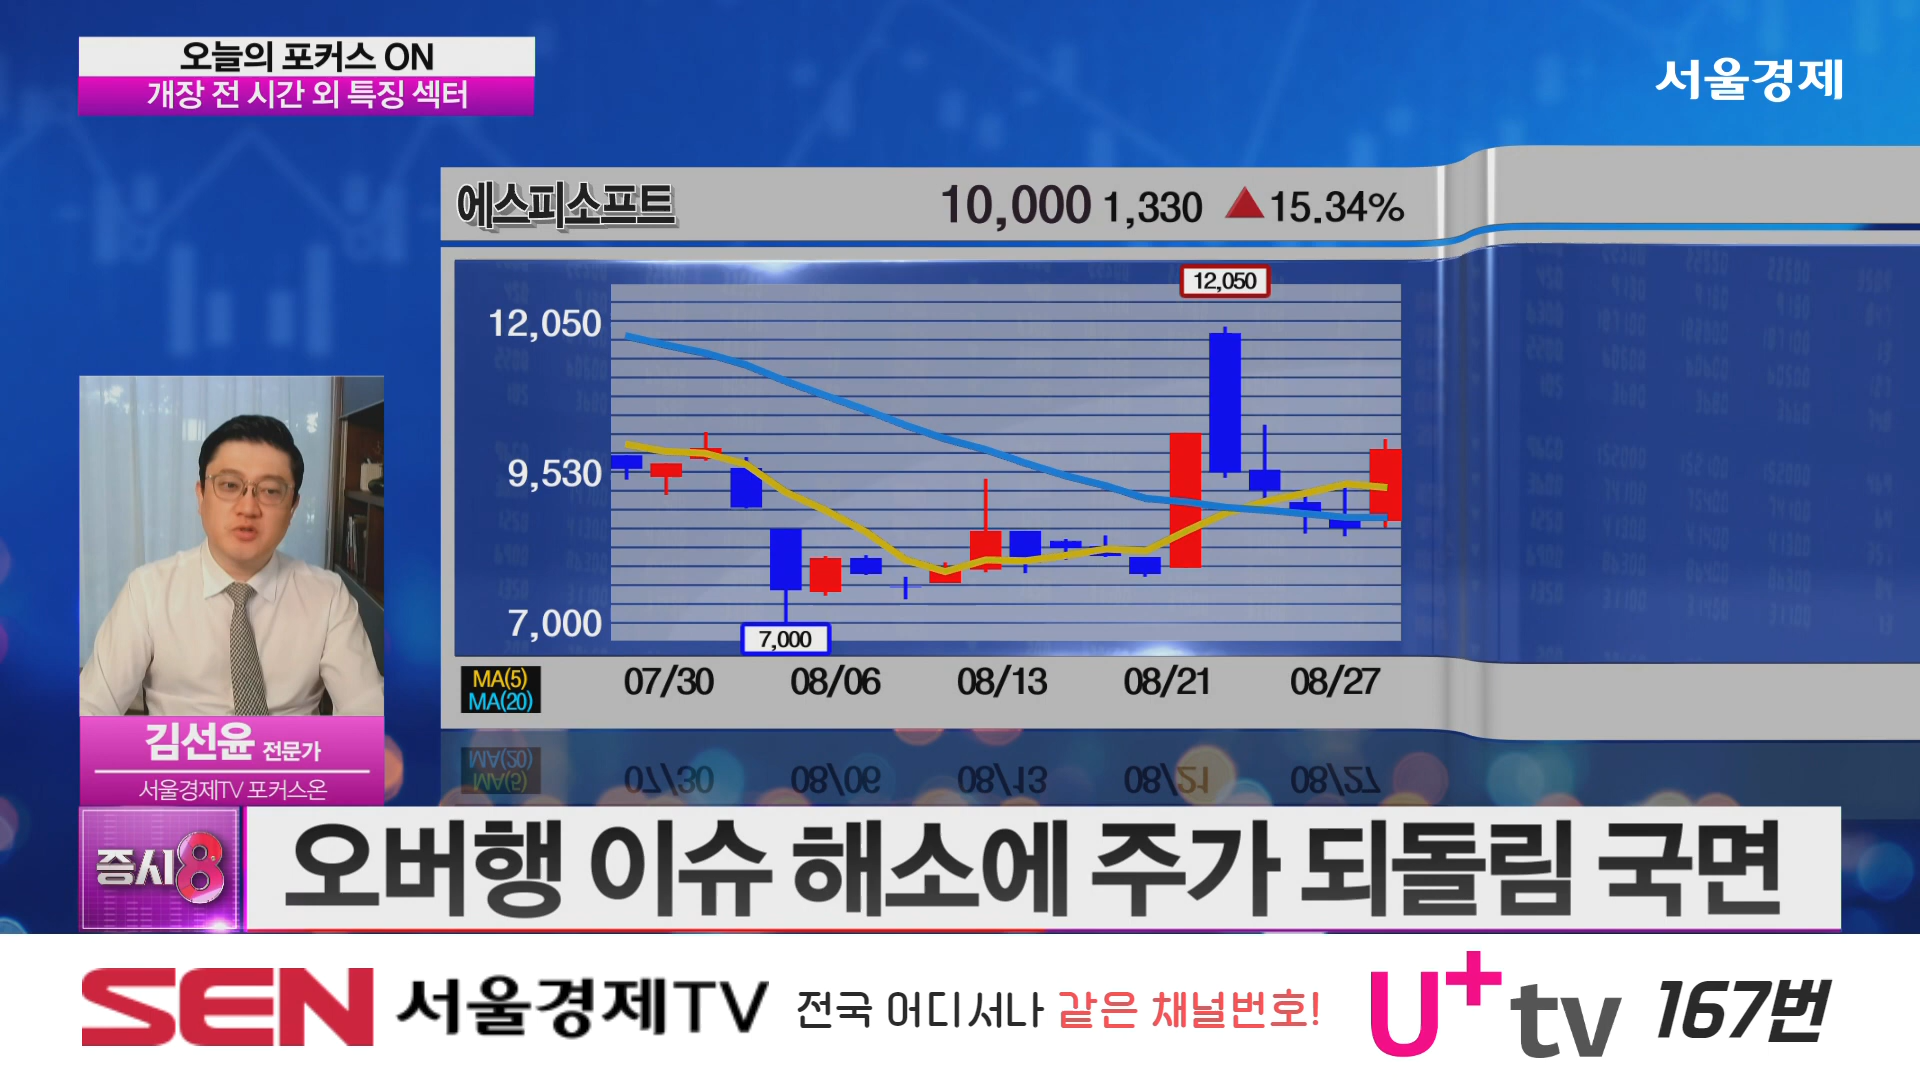 오늘의 포커스 ON
개장 전 시간 외 특징 섹터
서울경제
에스피소프트 10,000 1,330 ▲ 15.34%
12,050
12,050
9,530
7,000
7,000
MA(5)
MA(20)
07/30 08/06 08/13 08/21 08/27
김선윤 전문가
서울경제TV 포커스온
증시8
오버행 이슈 해소에 주가 되돌림 국면
SEN 서울경제TV 전국 어디서나 같은 채널번호! U+tv 167번